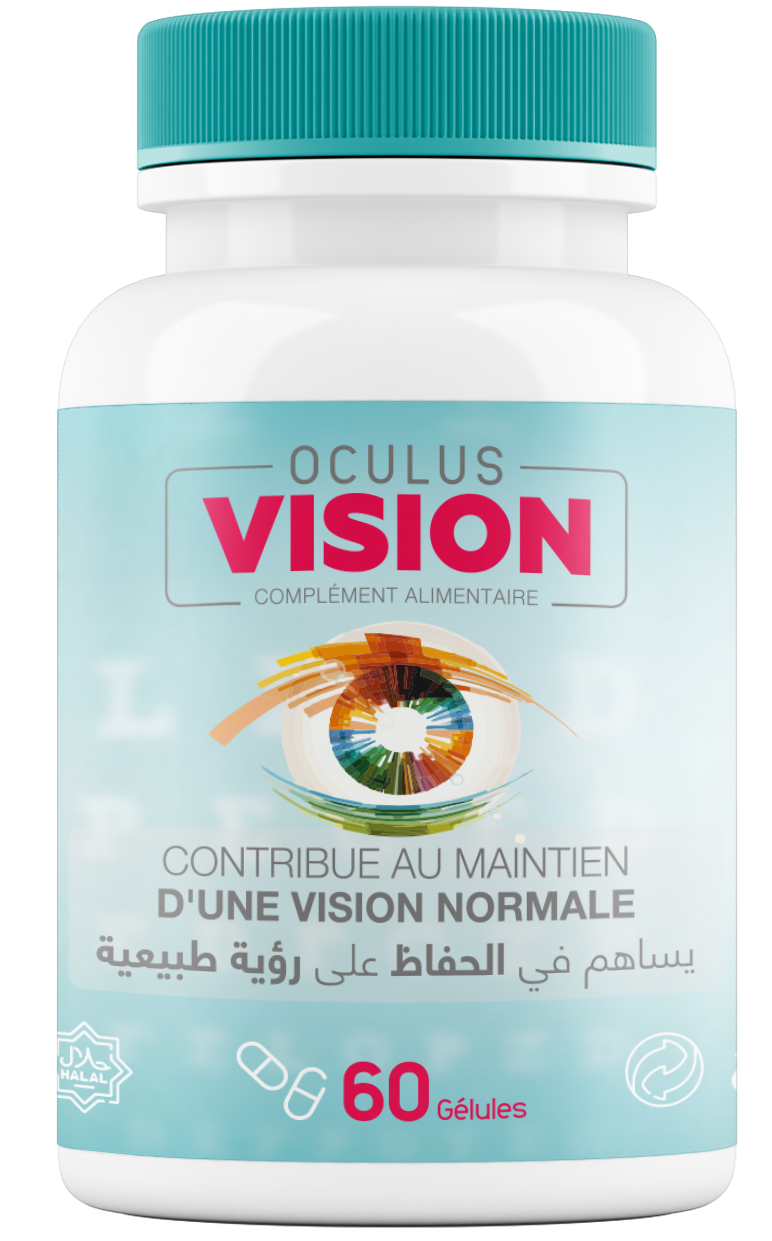 OCULUS
VISION
COMPLÉMENT ALIMENTAIRE
CONTRIBUE AU MAINTIEN
D'UNE VISION NORMALE
يساهم في الحفاظ على رؤية طبيعية
حلال
HALAL
60 Gélules